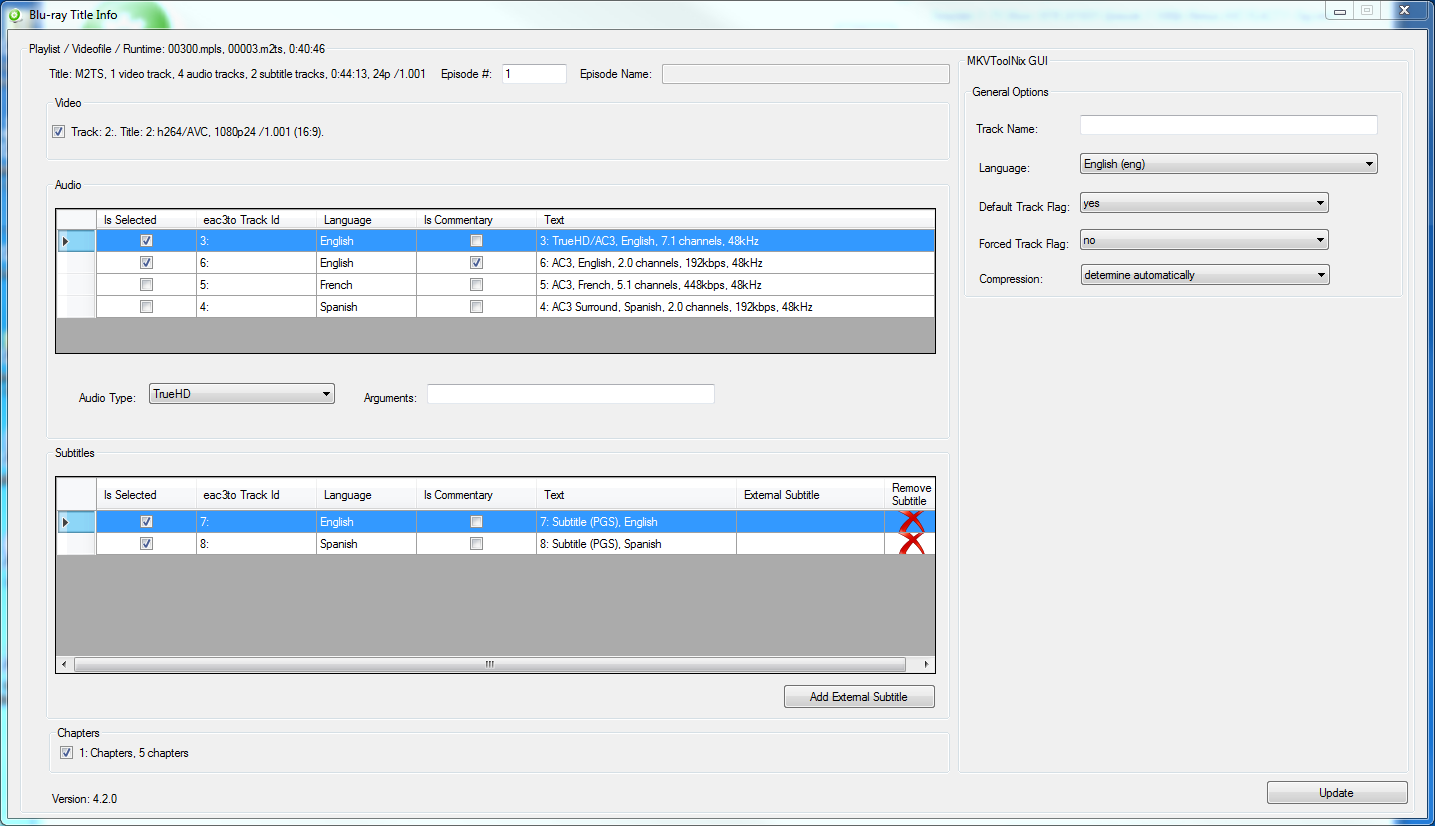 Blu-ray Title Info
Playlist / Videofile / Runtime: 00300.mpls, 00003.m2ts, 0:40:46
Title: M2TS, 1 video track, 4 audio tracks, 2 subtitle tracks, 0:44:13, 24p /1.001 Episode #: 1 Episode Name:
Video
Track: 2:. Title: 2: h264/AVC, 1080p24 /1.001 (16:9).
Audio
Is Selected eac3to Track Id Language Is Commentary Text
3: English 3: TrueHD/AC3, English, 7.1 channels, 48kHz
6: English 6: AC3, English, 2.0 channels, 192kbps, 48kHz
5: French 5: AC3, French, 5.1 channels, 448kbps, 48kHz
4: Spanish 4: AC3 Surround, Spanish, 2.0 channels, 192kbps, 48kHz
Audio Type: TrueHD Arguments:
Subtitles
Is Selected eac3to Track Id Language Is Commentary Text External Subtitle Remove Subtitle
7: English 7: Subtitle (PGS), English
8: Spanish 8: Subtitle (PGS), Spanish
Add External Subtitle
Chapters
1: Chapters, 5 chapters
Version: 4.2.0
MKVToolNix GUI
General Options
Track Name:
Language: English (eng)
Default Track Flag: yes
Forced Track Flag: no
Compression: determine automatically
Update